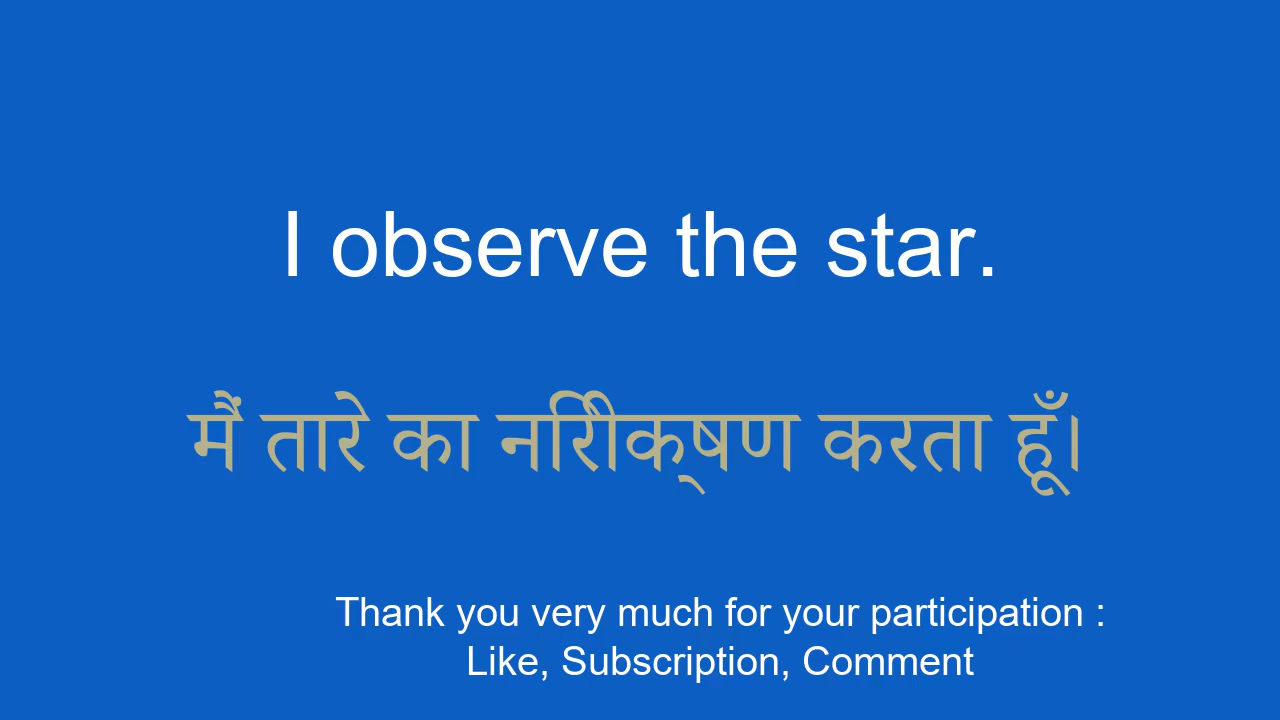 I observe the star.
मैं तारे का निरीक्षण करता हूँ।
Thank you very much for your participation :
Like, Subscription, Comment